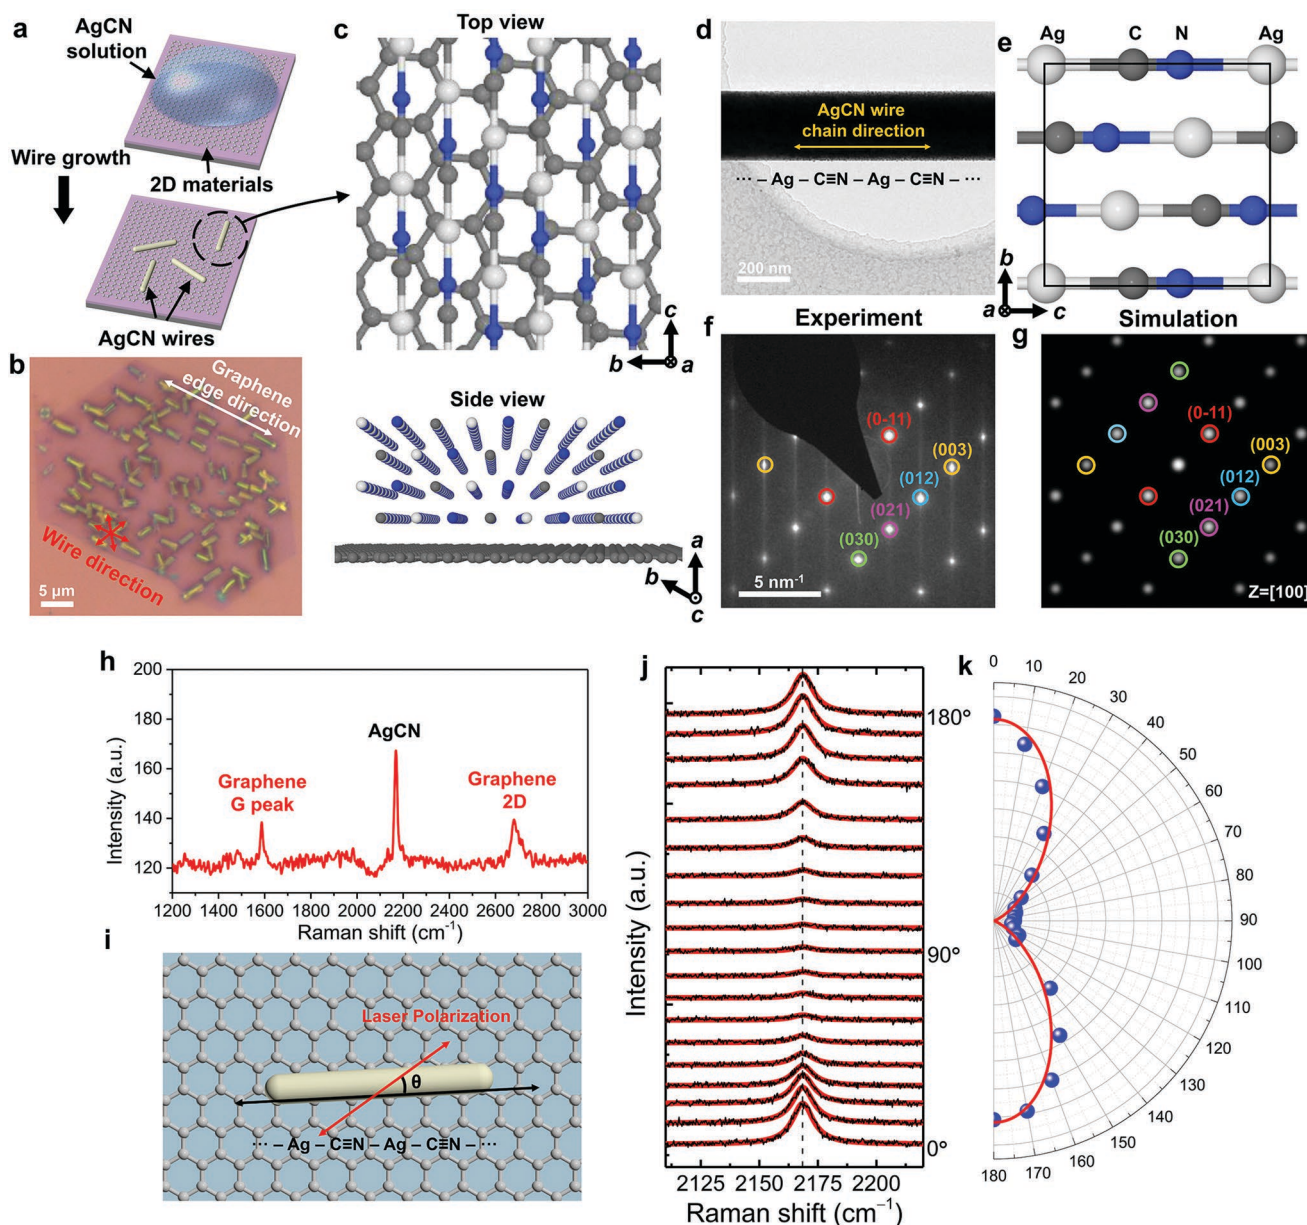 a
AgCN
solution
Wire growth
2D materials
AgCN wires
b
Graphene
edge direction
Wire direction
5 μm
c
Top view
c
b
a
Side view
a
b
c
d
AgCN wire
chain direction
··· – Ag – C≡N – Ag – C≡N – ···
200 nm
e
Ag C N Ag
b
a c
f
Experiment
(0-11)
(003)
(012)
(021)
(030)
5 nm⁻¹
g
Simulation
(0-11)
(003)
(012)
(021)
(030)
Z=[100]
h
200
180
160
140
120
Intensity (a.u.)
Graphene
G peak
AgCN
Graphene
2D
1200 1600 2000 2400 2800 3000
Raman shift (cm⁻¹)
i
Laser Polarization
θ
··· – Ag – C≡N – Ag – C≡N – ···
j
Intensity (a.u.)
180°
90°
0°
2125 2150 2175 2200
Raman shift (cm⁻¹)
k
0
10
20
30
40
50
60
70
80
90
100
110
120
130
140
150
160
170
180